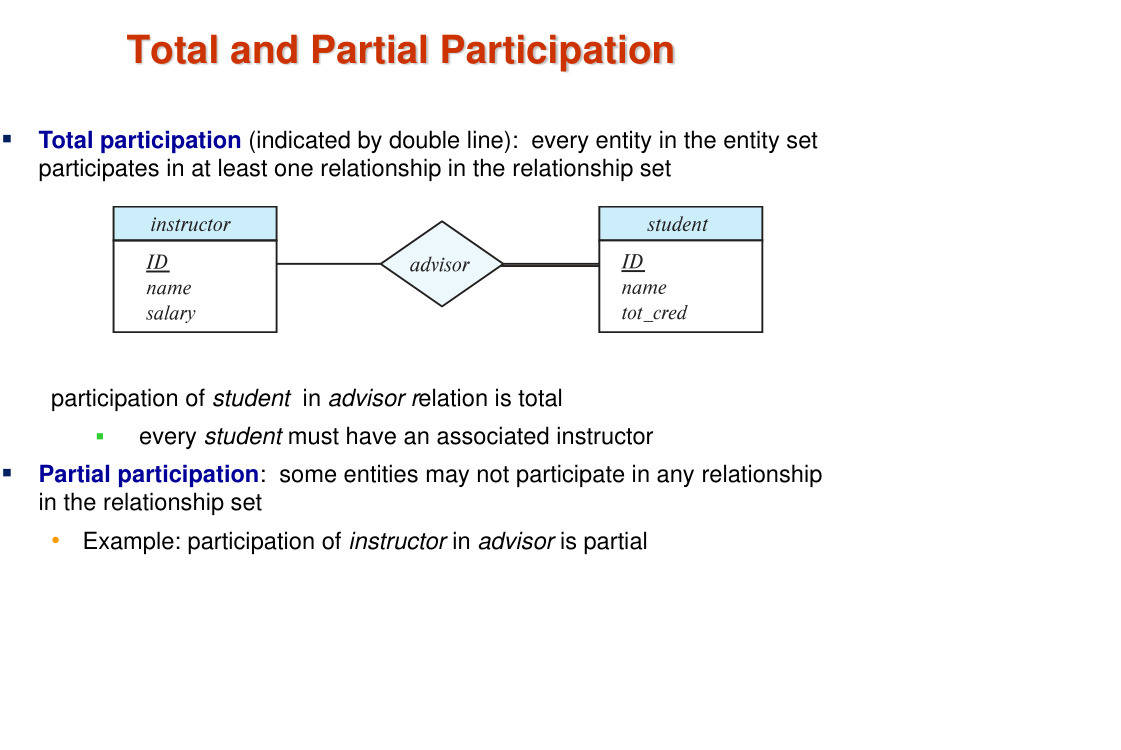 Total and Partial Participation
Total participation (indicated by double line): every entity in the entity set
participates in at least one relationship in the relationship set
instructor
ID
name
salary
advisor
student
ID
name
tot_cred
participation of student in advisor relation is total
every student must have an associated instructor
Partial participation: some entities may not participate in any relationship
in the relationship set
Example: participation of instructor in advisor is partial